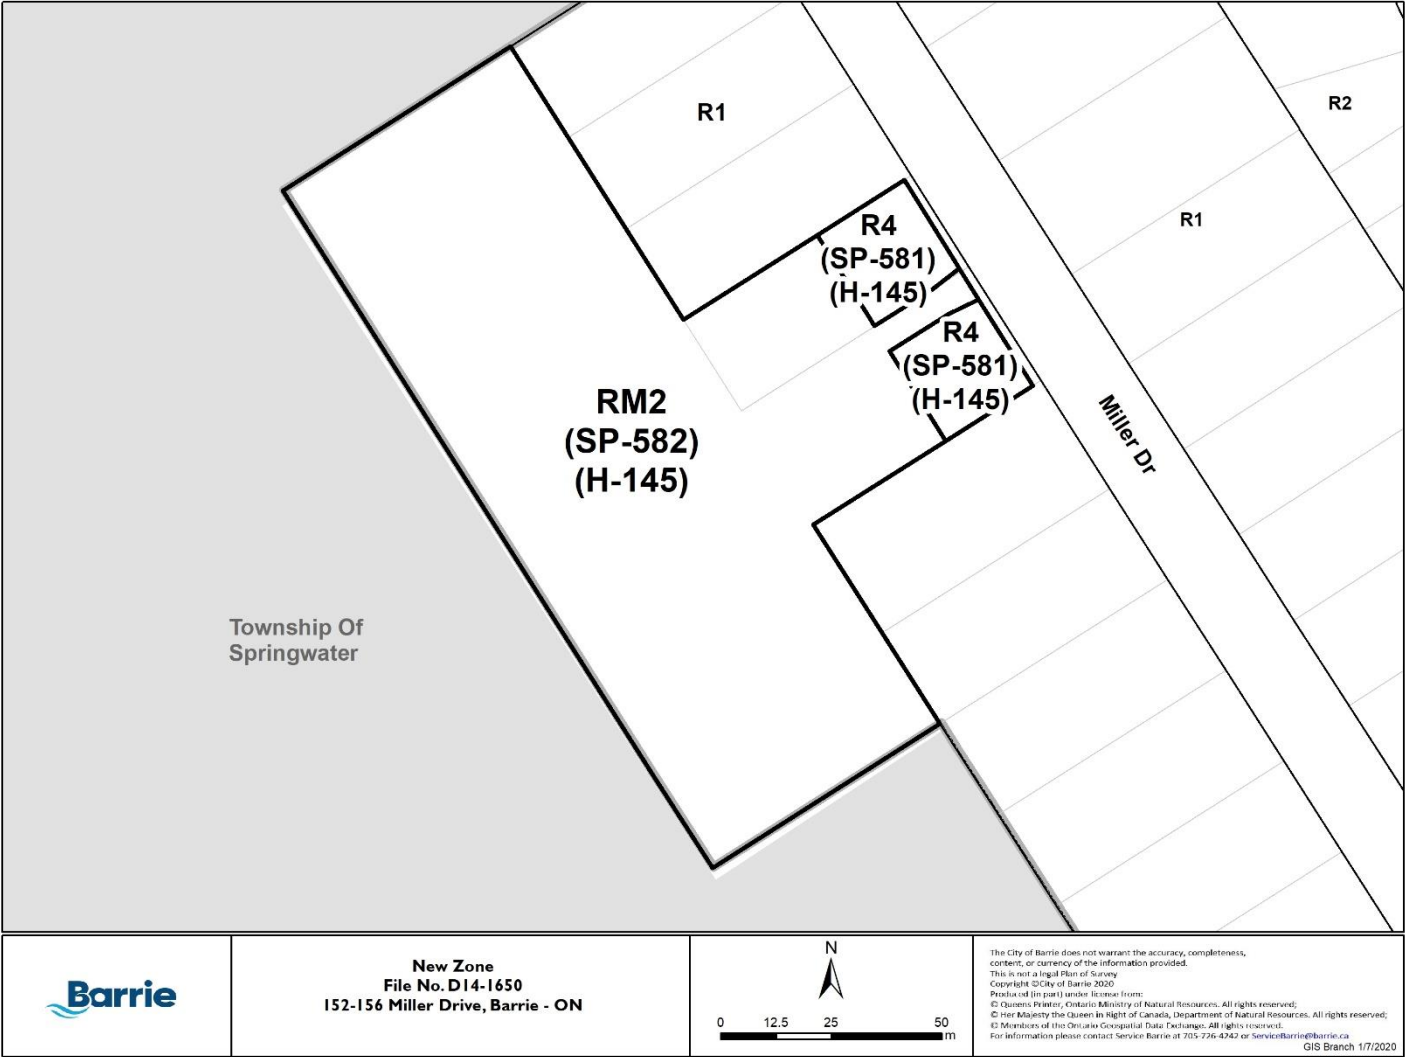 R1
R2
R1
R4
(SP-581)
(H-145)
R4
(SP-581)
(H-145)
RM2
(SP-582)
(H-145)
Miller Dr
Township Of
Springwater
Barrie
New Zone
File No. D14-1650
152-156 Miller Drive, Barrie - ON
N
0 12.5 25 50
m
The City of Barrie does not warrant the accuracy, completeness,
content, or currency of the information provided.
This is not a legal Plan of Survey
Copyright ©City of Barrie 2020
Produced (in part) under license from:
© Queens Printer, Ontario Ministry of Natural Resources. All rights reserved;
© Her Majesty the Queen in Right of Canada, Department of Natural Resources. All rights reserved;
© Members of the Ontario Geospatial Data Exchange. All rights reserved.
For information please contact Service Barrie at 705-726-4242 or ServiceBarrie@barrie.ca
GIS Branch 1/7/2020